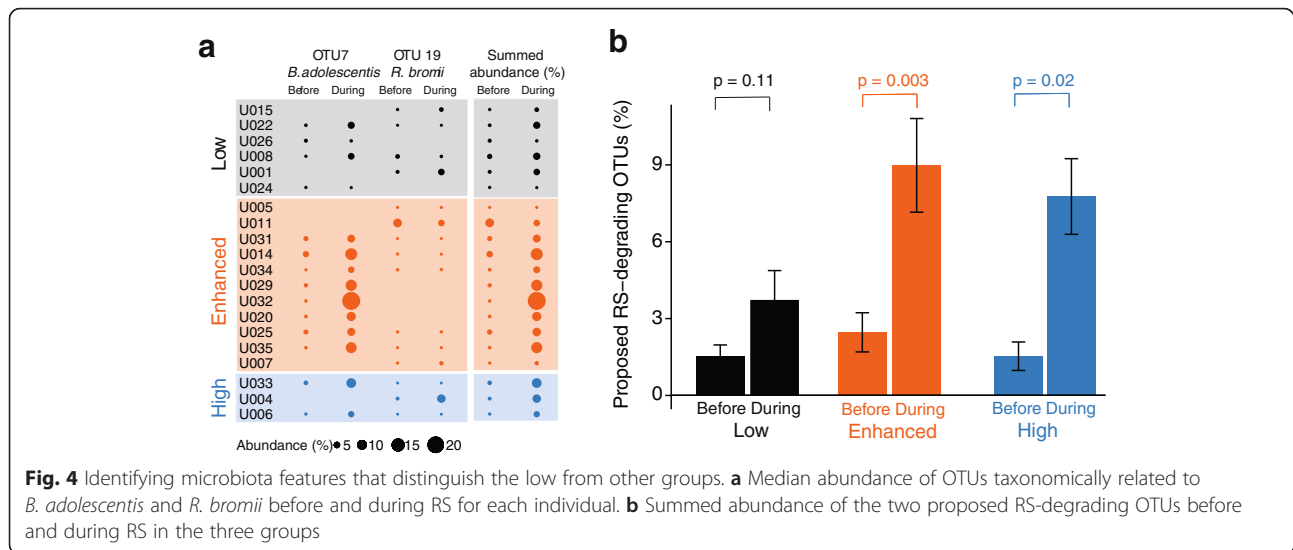 a
OTU7 OTU 19 Summed
B. adolescentis R. bromii abundance (%)
Before During Before During Before During
Low
U015
U022
U026
U008
U001
U024
Enhanced
U005
U011
U031
U014
U034
U029
U032
U020
U025
U035
U007
High
U033
U004
U006
Abundance (%) 5 10 15 20
b
p = 0.11 p = 0.003 p = 0.02
Proposed RS-degrading OTUs (%)
9
6
3
0
Before During Before During Before During
Low Enhanced High
Fig. 4 Identifying microbiota features that distinguish the low from other groups. a Median abundance of OTUs taxonomically related to
B. adolescentis and R. bromii before and during RS for each individual. b Summed abundance of the two proposed RS-degrading OTUs before
and during RS in the three groups